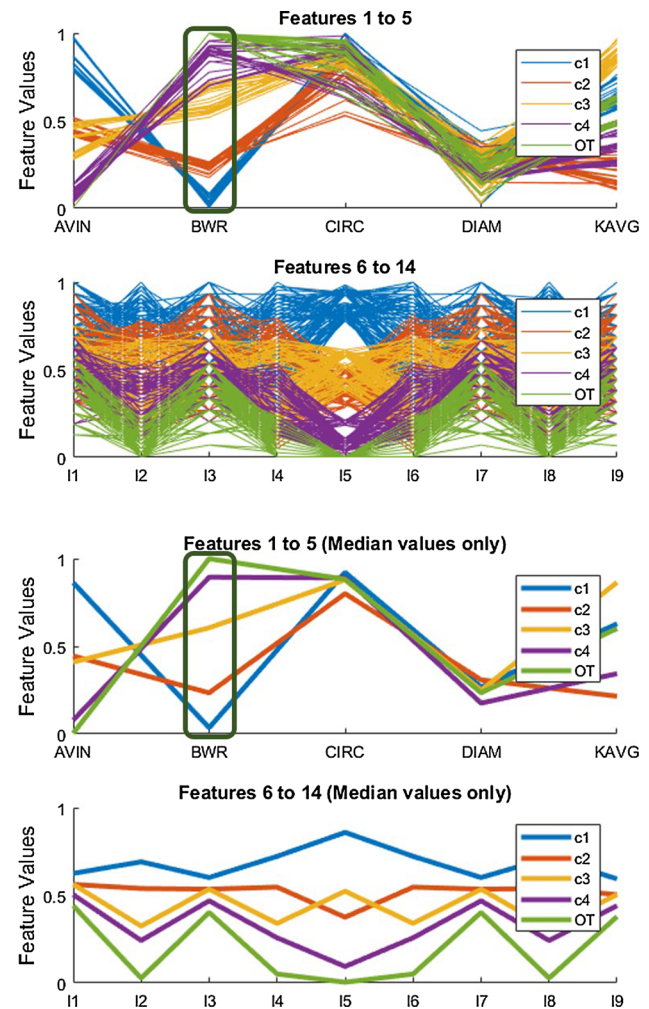 Features 1 to 5
Feature Values
1
0.5
0
AVIN BWR CIRC DIAM KAVG
c1
c2
c3
c4
OT
Features 6 to 14
Feature Values
1
0.5
0
I1 I2 I3 I4 I5 I6 I7 I8 I9
c1
c2
c3
c4
OT
Features 1 to 5 (Median values only)
Feature Values
1
0.5
0
AVIN BWR CIRC DIAM KAVG
c1
c2
c3
c4
OT
Features 6 to 14 (Median values only)
Feature Values
1
0.5
0
I1 I2 I3 I4 I5 I6 I7 I8 I9
c1
c2
c3
c4
OT